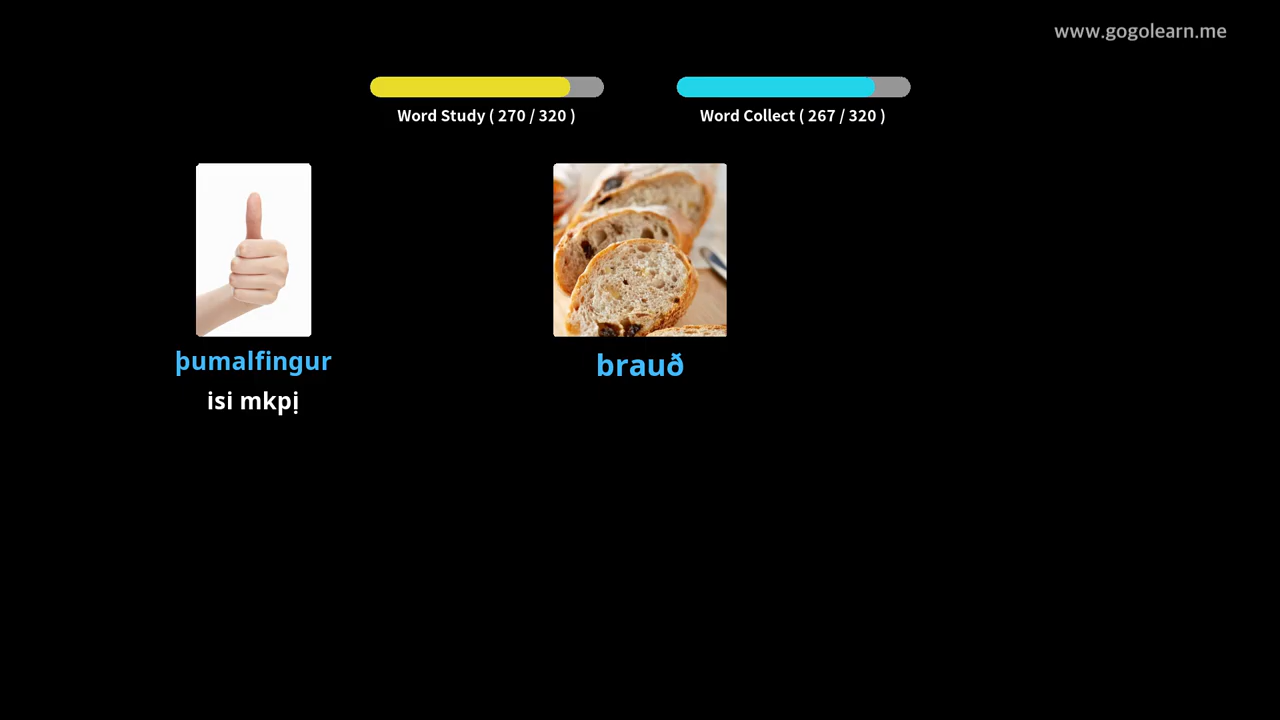 www.gogolearn.me
Word Study ( 270 / 320 )
Word Collect ( 267 / 320 )
þumalfingur
isi mkpị
brauð